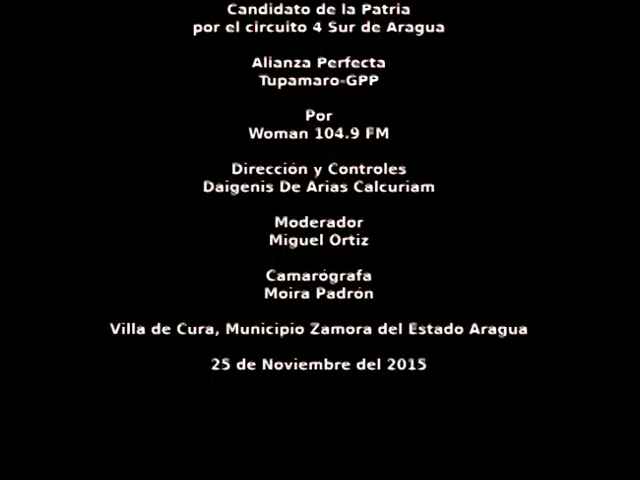 Candidato de la Patria
por el circuito 4 Sur de Aragua
Alianza Perfecta
Tupamaro-GPP
Por
Woman 104.9 FM
Dirección y Controles
Daigenis De Arias Calcuriam
Moderador
Miguel Ortiz
Camarógrafa
Moira Padrón
Villa de Cura, Municipio Zamora del Estado Aragua
25 de Noviembre del 2015